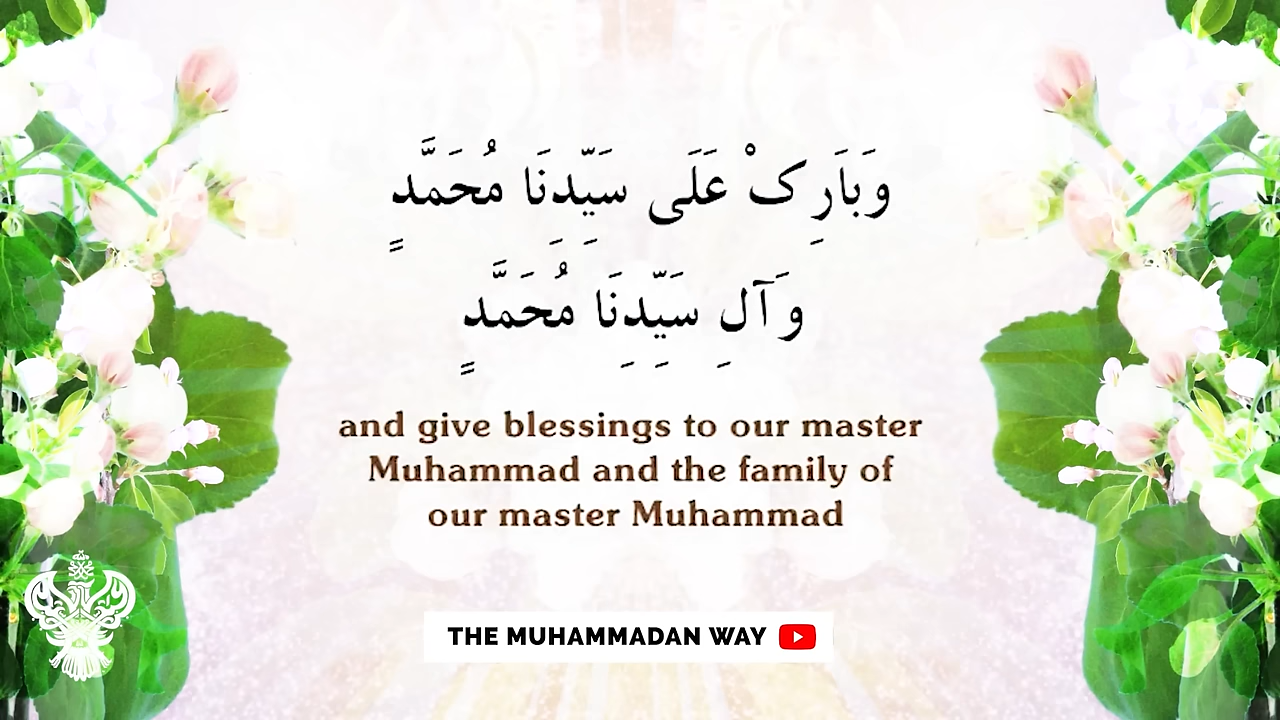 وَبَارِكْ عَلَى سَيِّدِنَا مُحَمَّدٍ
وَآلِ سَيِّدِنَا مُحَمَّدٍ
and give blessings to our master
Muhammad and the family of
our master Muhammad
THE MUHAMMADAN WAY